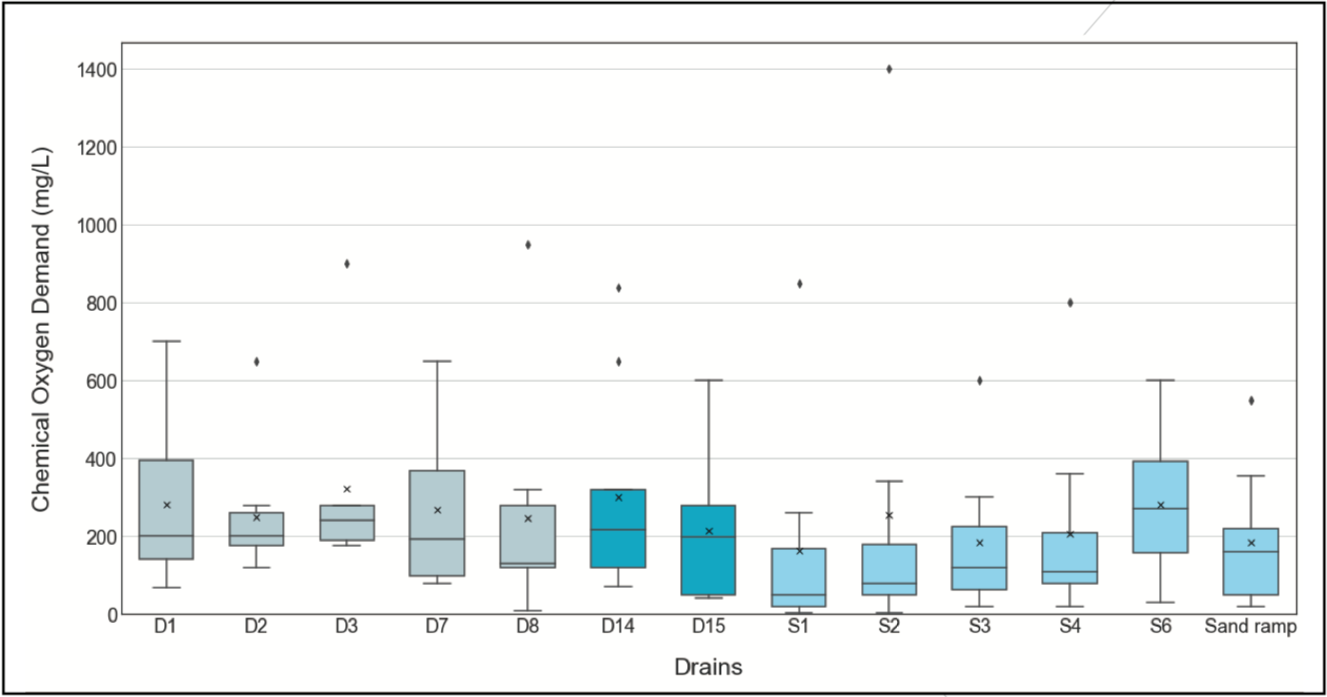 Chemical Oxygen Demand (mg/L)
1400
1200
1000
800
600
400
200
0
D1 D2 D3 D7 D8 D14 D15 S1 S2 S3 S4 S6 Sand ramp
Drains